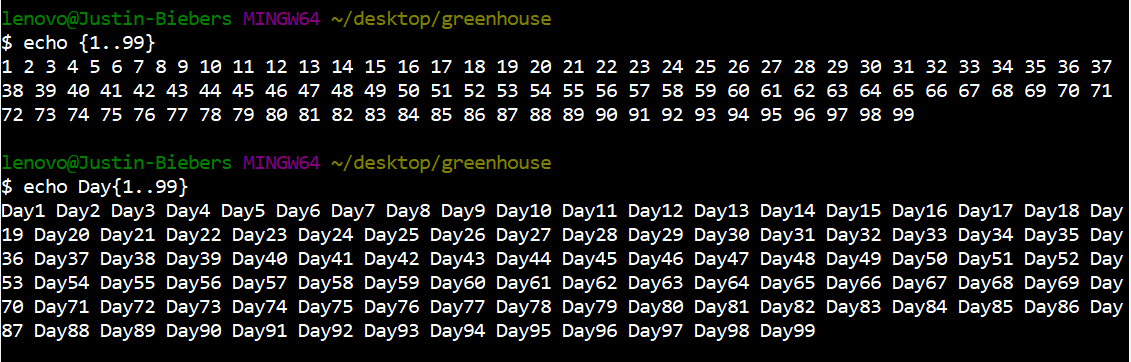 lenovo@Justin-Biebers MINGW64 ~/desktop/greenhouse
$ echo {1..99}
1 2 3 4 5 6 7 8 9 10 11 12 13 14 15 16 17 18 19 20 21 22 23 24 25 26 27 28 29 30 31 32 33 34 35 36 37
38 39 40 41 42 43 44 45 46 47 48 49 50 51 52 53 54 55 56 57 58 59 60 61 62 63 64 65 66 67 68 69 70 71
72 73 74 75 76 77 78 79 80 81 82 83 84 85 86 87 88 89 90 91 92 93 94 95 96 97 98 99
lenovo@Justin-Biebers MINGW64 ~/desktop/greenhouse
$ echo Day{1..99}
Day1 Day2 Day3 Day4 Day5 Day6 Day7 Day8 Day9 Day10 Day11 Day12 Day13 Day14 Day15 Day16 Day17 Day18 Day
19 Day20 Day21 Day22 Day23 Day24 Day25 Day26 Day27 Day28 Day29 Day30 Day31 Day32 Day33 Day34 Day35 Day
36 Day37 Day38 Day39 Day40 Day41 Day42 Day43 Day44 Day45 Day46 Day47 Day48 Day49 Day50 Day51 Day52 Day
53 Day54 Day55 Day56 Day57 Day58 Day59 Day60 Day61 Day62 Day63 Day64 Day65 Day66 Day67 Day68 Day69 Day
70 Day71 Day72 Day73 Day74 Day75 Day76 Day77 Day78 Day79 Day80 Day81 Day82 Day83 Day84 Day85 Day86 Day
87 Day88 Day89 Day90 Day91 Day92 Day93 Day94 Day95 Day96 Day97 Day98 Day99